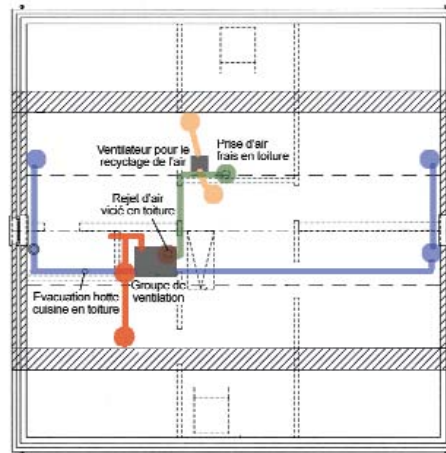 Ventilateur pour le
recyclage de l'air
Prise d'air
frais en toiture
Rejet d'air
vicié en toiture
Evacuation hotte
cuisine en toiture
Groupe de
ventilation